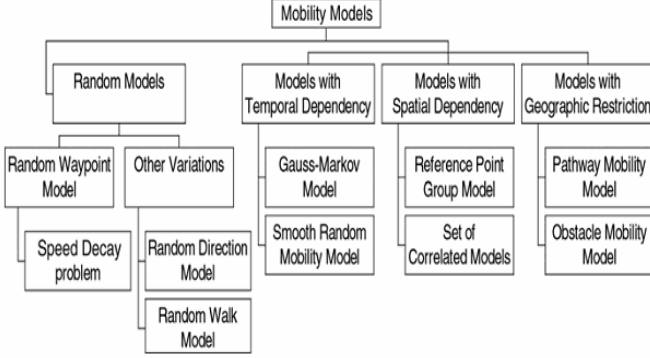 Mobility Models
Random Models
Models with
Temporal Dependency
Models with
Spatial Dependency
Models with
Geographic Restriction
Random Waypoint
Model
Other Variations
Gauss-Markov
Model
Reference Point
Group Model
Pathway Mobility
Model
Speed Decay
problem
Random Direction
Model
Smooth Random
Mobility Model
Set of
Correlated Models
Obstacle Mobility
Model
Random Walk
Model